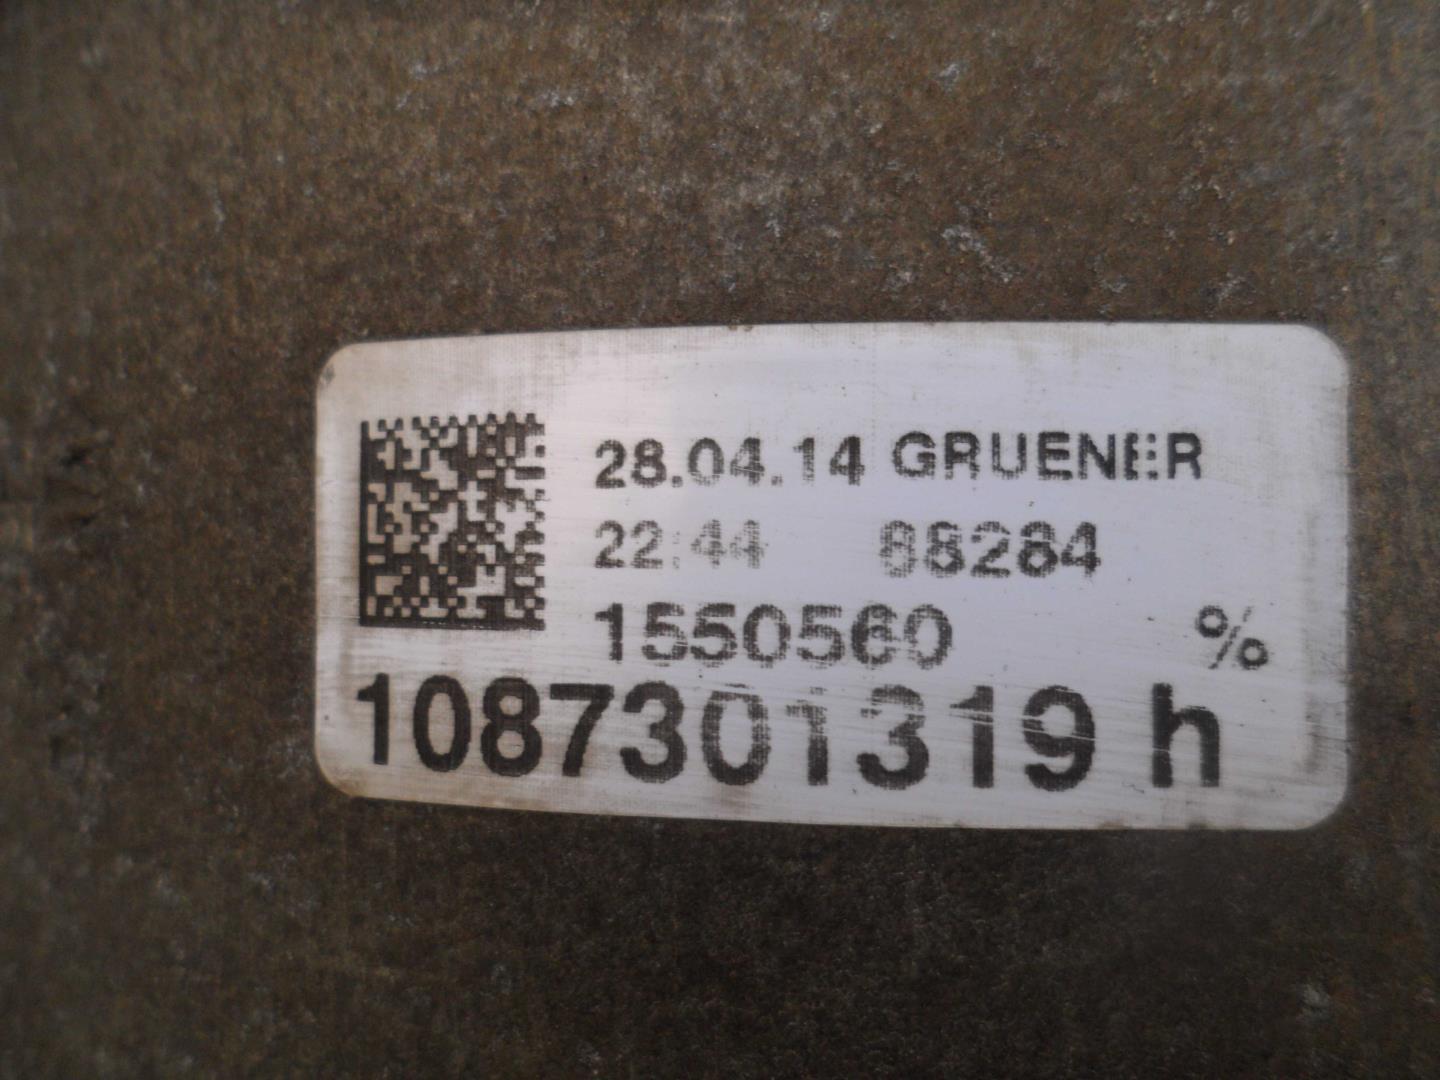 28.04.14 GRUENER
22:44 88284
1550560 %
1087301319 h